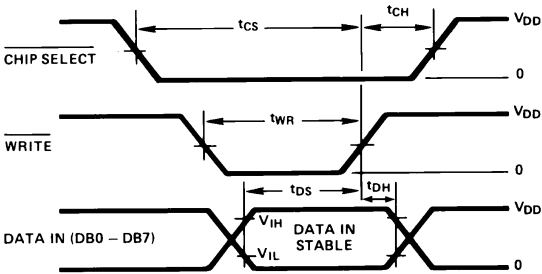 tCS
tCH
VDD
CHIP SELECT
0
tWR
VDD
WRITE
0
tDS
tDH
VDD
VIH
DATA IN (DB0 – DB7)
DATA IN
STABLE
VIL
0